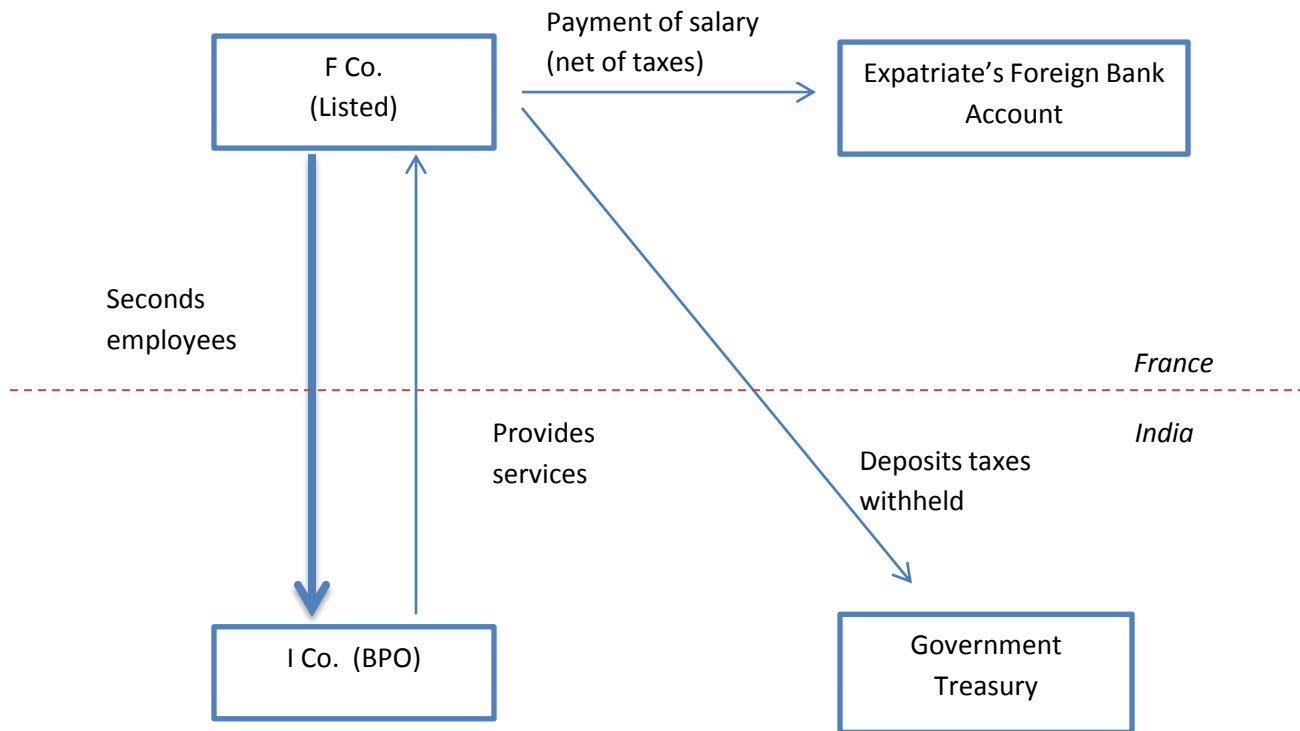 Payment of salary
(net of taxes)
F Co.
(Listed)
Expatriate's Foreign Bank
Account
Seconds
employees
France
Provides
services
India
Deposits taxes
withheld
I Co. (BPO)
Government
Treasury